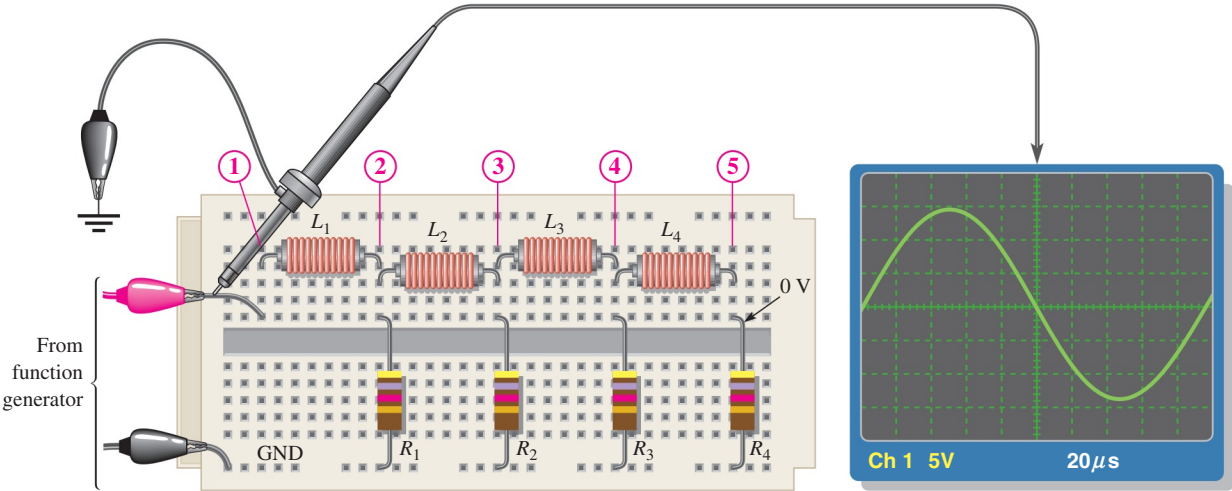 1 2 3 4 5
L1 L2 L3 L4
0 V
From
function
generator
GND
R1 R2 R3 R4
Ch 1 5V 20μs